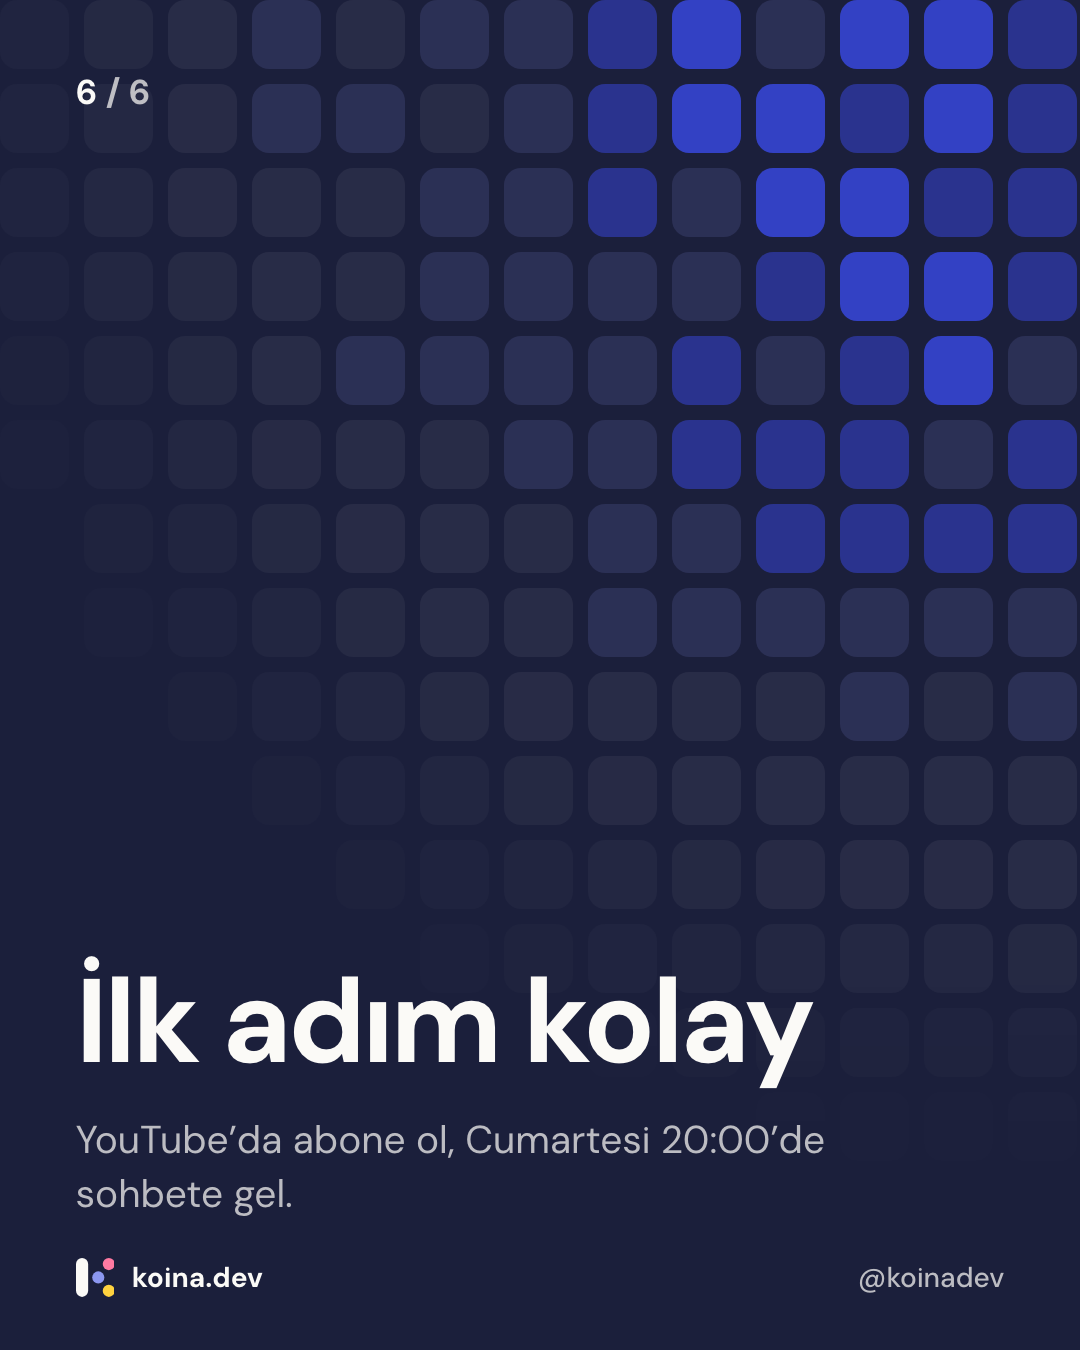 6 / 6
İlk adım kolay
YouTube’da abone ol, Cumartesi 20:00’de
sohbete gel.
koina.dev
@koinadev